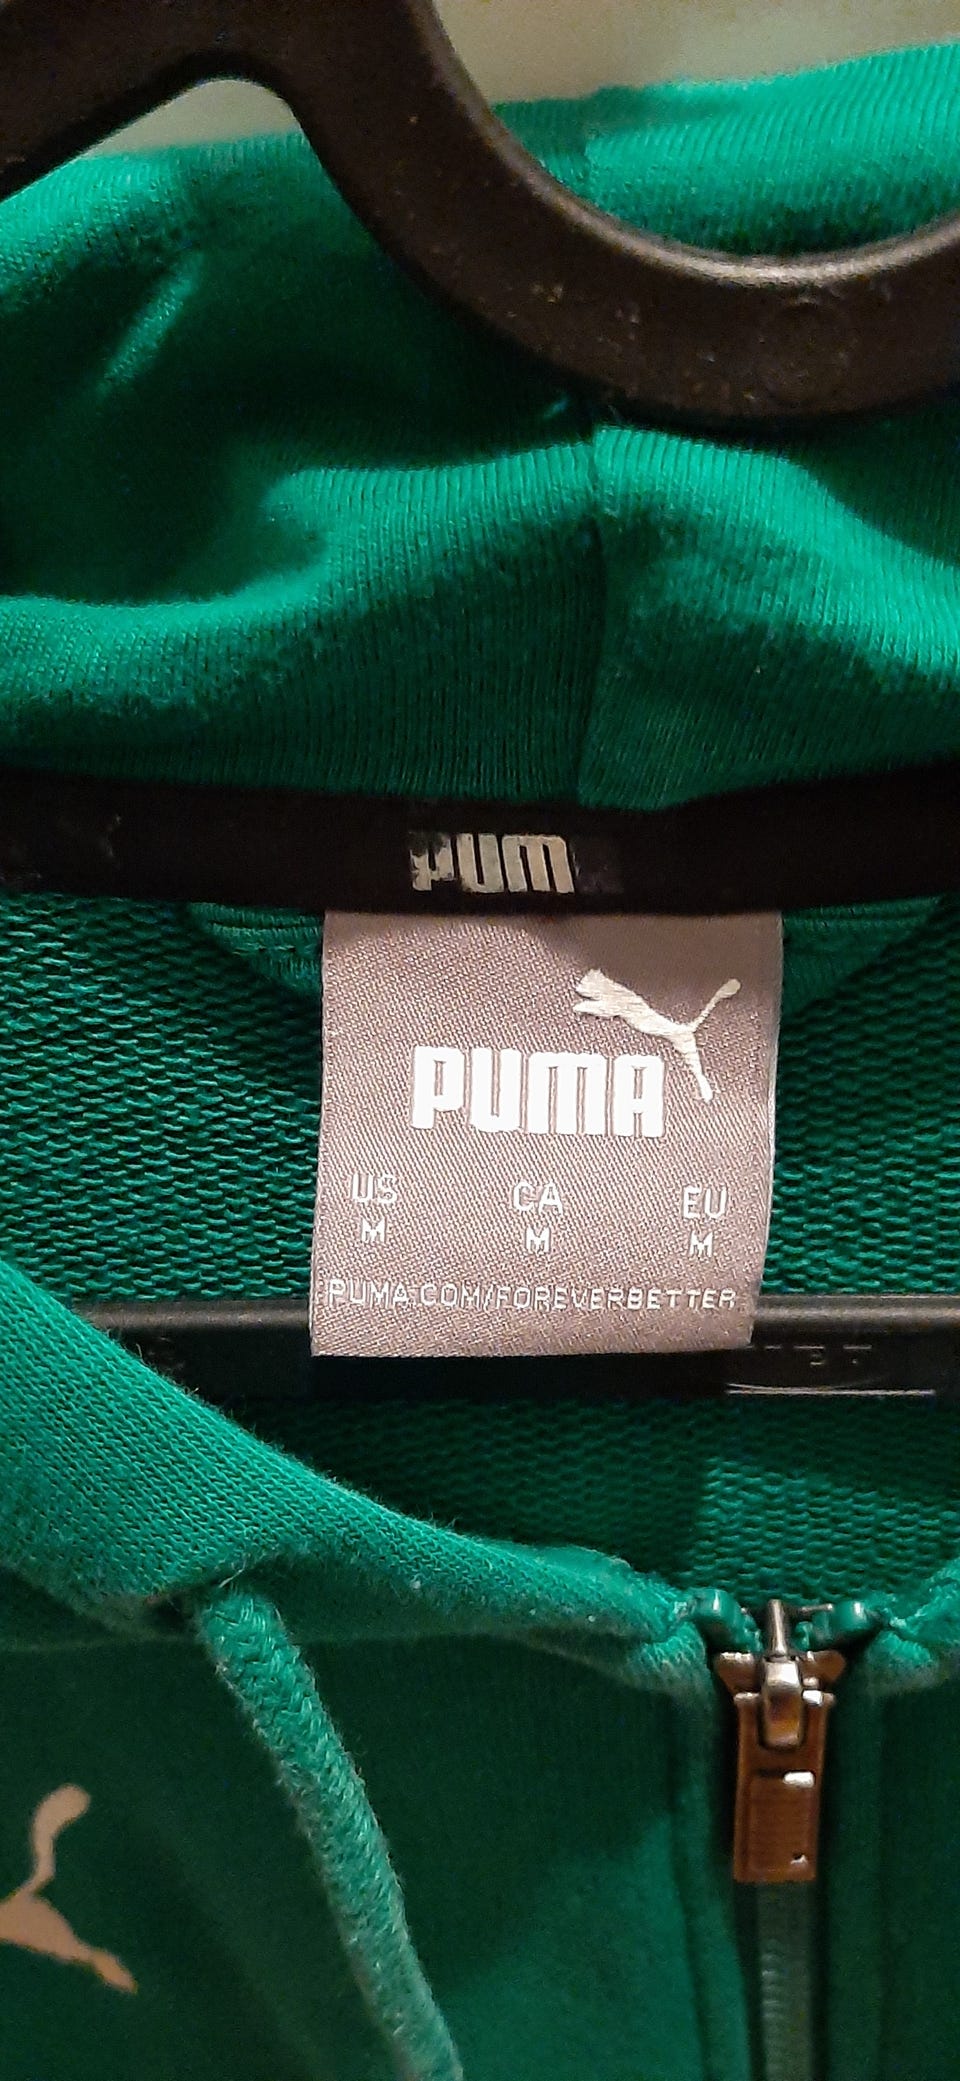 PUM
PUMA
US CA EU
M M M
PUMA.COM/FOREVERBETTER